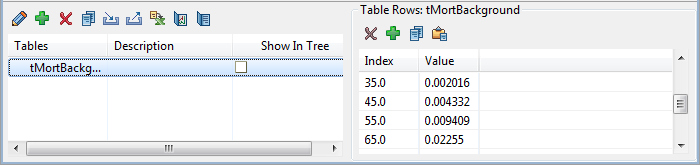 Tables Description Show In Tree
tMortBackg...
Table Rows: tMortBackground
Index Value
35.0 0.002016
45.0 0.004332
55.0 0.009409
65.0 0.02255